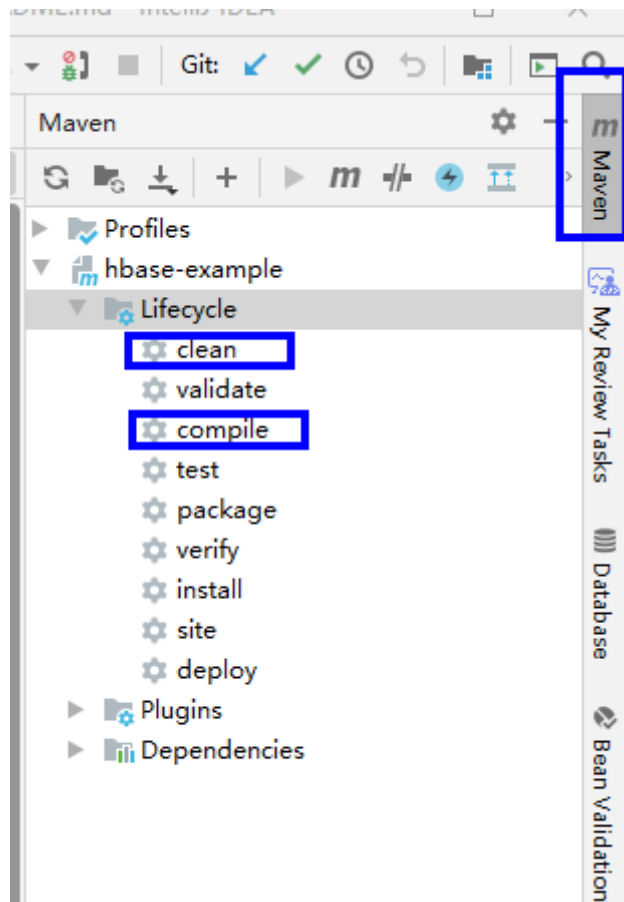 Git:
Maven
m
Profiles
hbase-example
Lifecycle
clean
validate
compile
test
package
verify
install
site
deploy
Plugins
Dependencies
m
Maven
My Review Tasks
Database
Bean Validation